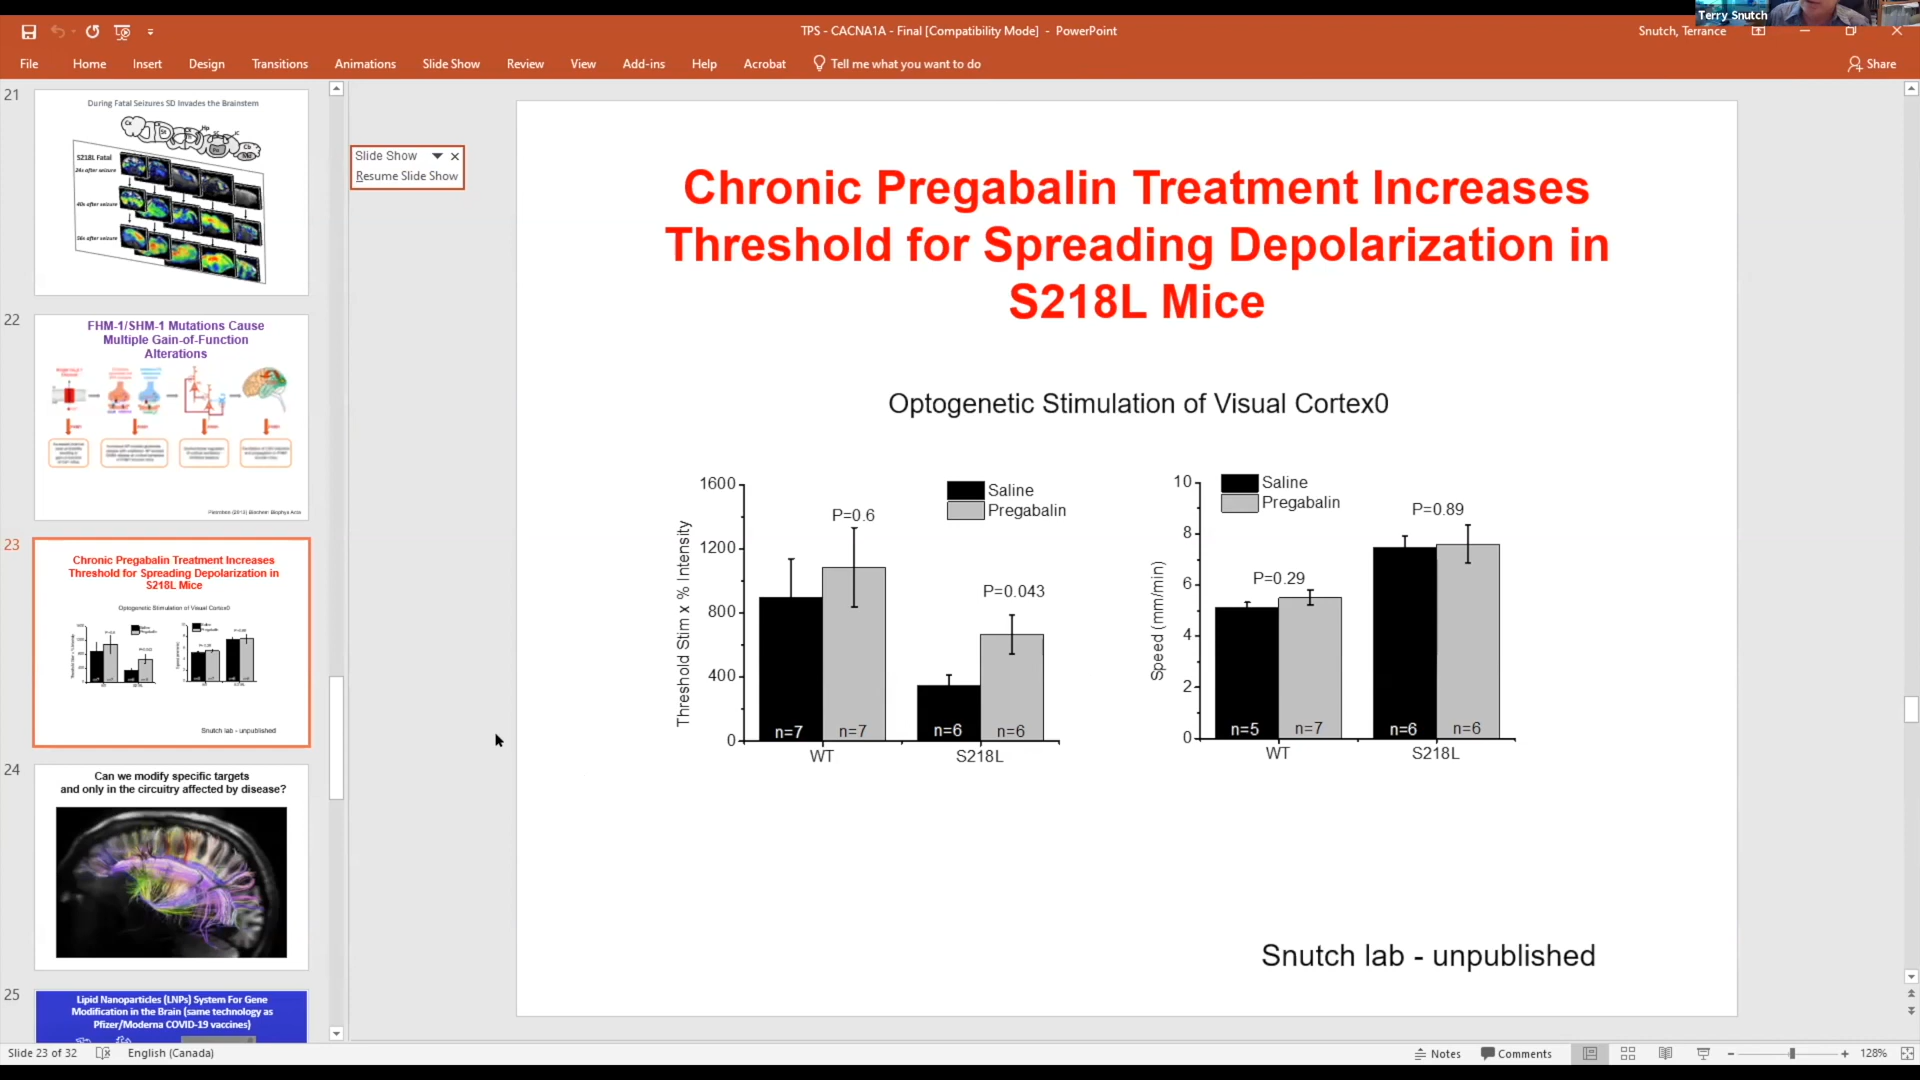 Terry Snutch
TPS - CACNA1A - Final [Compatibility Mode] - PowerPoint
Snutch, Terrance
File Home Insert Design Transitions Animations Slide Show Review View Add-ins Help Acrobat Tell me what you want to do Share
21
During Fatal Seizures SD Invades the Brainstem
S218L Fatal
24s after seizure
40s after seizure
56s after seizure
22
FHM-1/SHM-1 Mutations Cause
Multiple Gain-of-Function
Alterations
23
Chronic Pregabalin Treatment Increases
Threshold for Spreading Depolarization in
S218L Mice
Optogenetic Stimulation of Visual Cortex0
Snutch lab - unpublished
24
Can we modify specific targets
and only in the circuitry affected by disease?
25
Lipid Nanoparticles (LNPs) System For Gene
Modification in the Brain (same technology as
Pfizer/Moderna COVID-19 vaccines)
Slide Show
Resume Slide Show
Chronic Pregabalin Treatment Increases
Threshold for Spreading Depolarization in
S218L Mice
Optogenetic Stimulation of Visual Cortex0
Threshold Stim x % Intensity
1600
1200
800
400
0
Saline
Pregabalin
P=0.6
P=0.043
n=7 n=7 n=6 n=6
WT S218L
Speed (mm/min)
10
8
6
4
2
0
Saline
Pregabalin
P=0.29
P=0.89
n=5 n=7 n=6 n=6
WT S218L
Snutch lab - unpublished
Slide 23 of 32 English (Canada) Notes Comments 128%